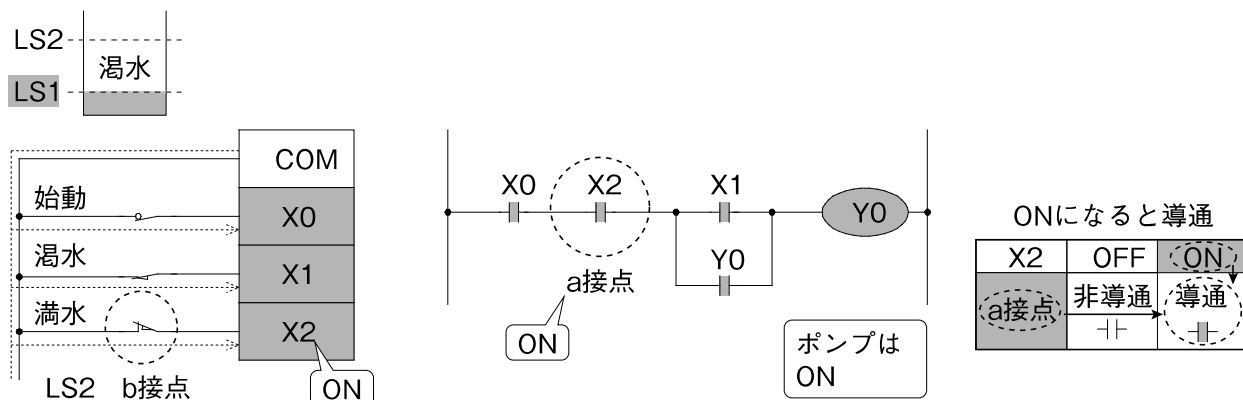 LS2
渇水
LS1
COM
始動
X0
渇水
X1
満水
X2
LS2 b接点
ON
X0 X2 X1
Y0
Y0
a接点
ON
ポンプは
ON
ONになると導通
X2 OFF ON
a接点 非導通 導通